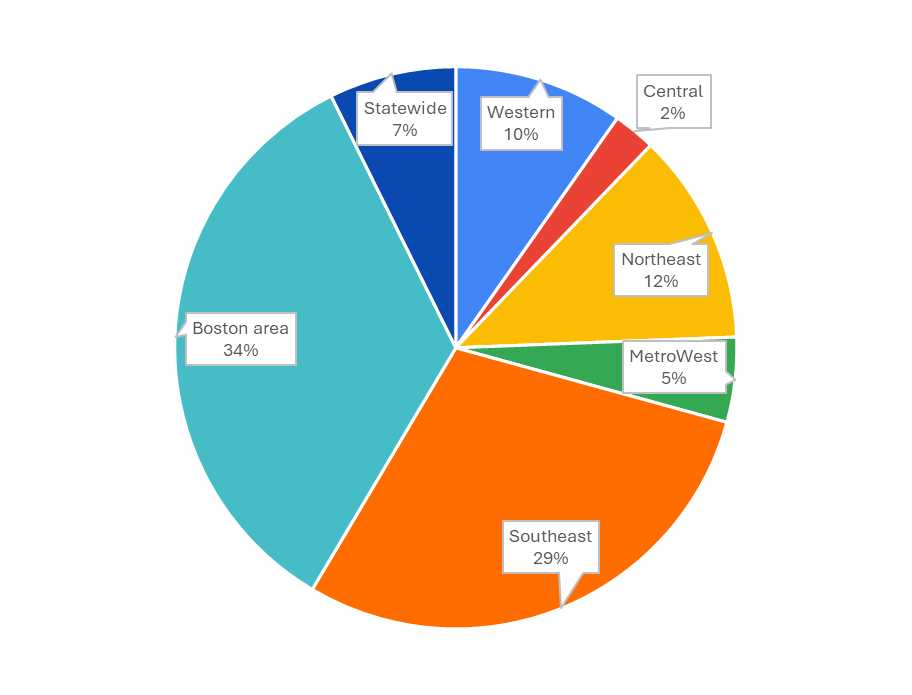 Statewide
7%
Western
10%
Central
2%
Northeast
12%
Boston area
34%
MetroWest
5%
Southeast
29%